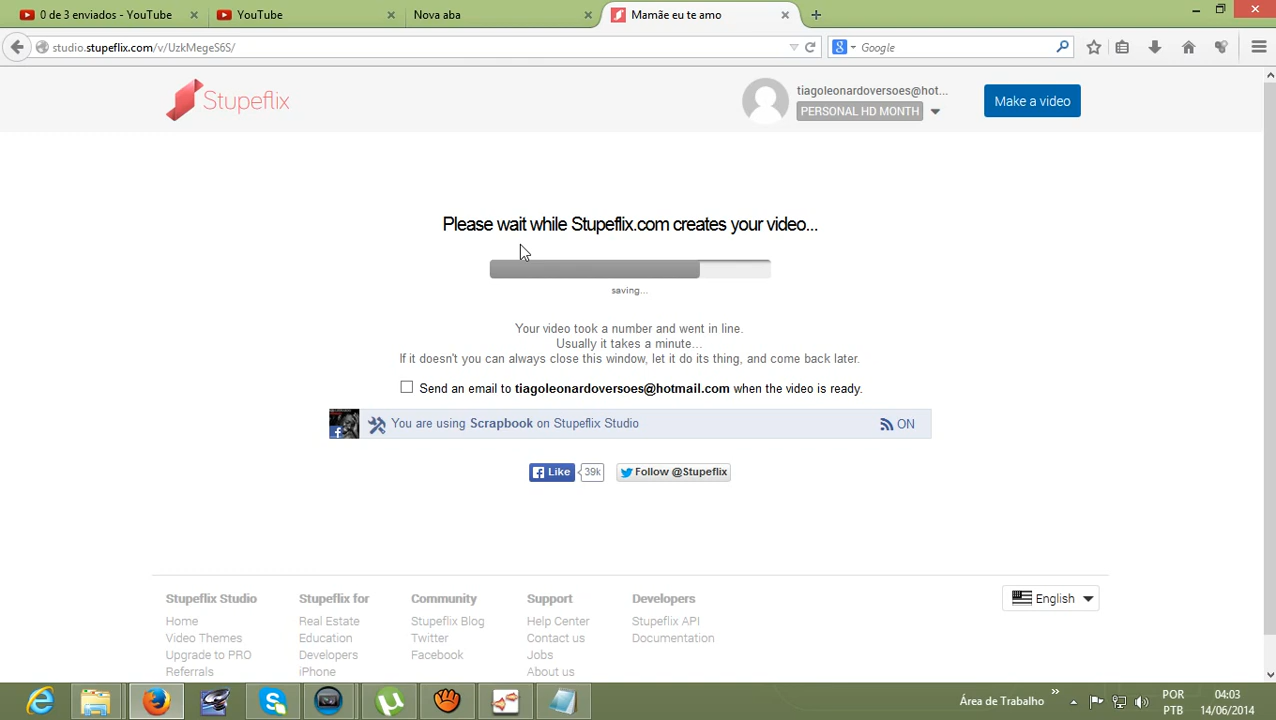 0 de 3 enviados - YouTube
YouTube
Nova aba
Mamãe eu te amo
studio.stupeflix.com/v/UzkMegeS6S/
Google
Stupeflix
tiagoleonardoversoes@hot...
PERSONAL HD MONTH
Make a video
Please wait while Stupeflix.com creates your video...
saving...
Your video took a number and went in line.
Usually it takes a minute...
If it doesn't you can always close this window, let it do its thing, and come back later.
Send an email to tiagoleonardoversoes@hotmail.com when the video is ready.
You are using Scrapbook on Stupeflix Studio
ON
Like
39k
Follow @Stupeflix
Stupeflix Studio
Home
Video Themes
Upgrade to PRO
Referrals
Stupeflix for
Real Estate
Education
Developers
iPhone
Community
Stupeflix Blog
Twitter
Facebook
Support
Help Center
Contact us
Jobs
About us
Developers
Stupeflix API
Documentation
English
Área de Trabalho
POR
PTB
04:03
14/06/2014